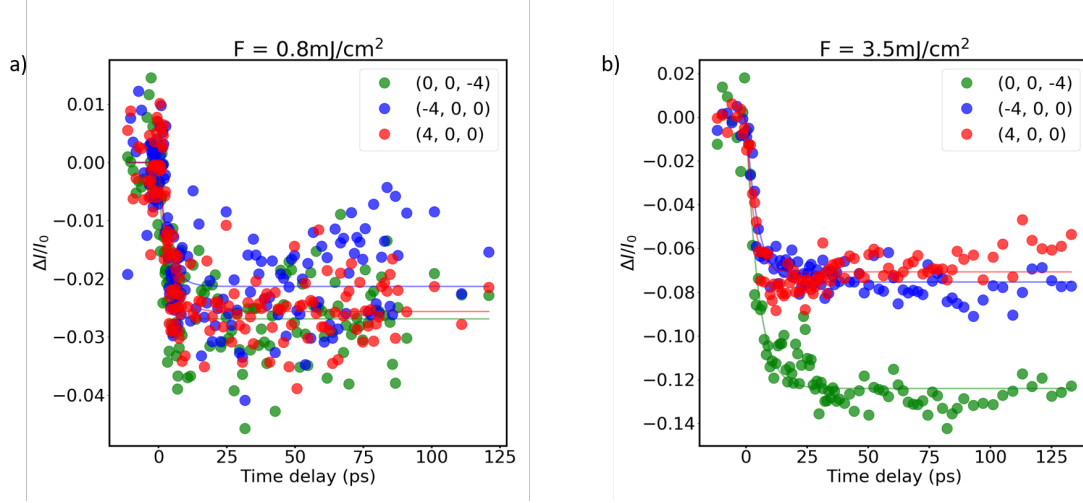 a)
F = 0.8mJ/cm²
(0, 0, -4)
(-4, 0, 0)
(4, 0, 0)
0.01
0.00
−0.01
−0.02
−0.03
−0.04
ΔI/I₀
0
25
50
75
100
125
Time delay (ps)
b)
F = 3.5mJ/cm²
(0, 0, -4)
(-4, 0, 0)
(4, 0, 0)
0.02
0.00
−0.02
−0.04
−0.06
−0.08
−0.10
−0.12
−0.14
ΔI/I₀
0
25
50
75
100
125
Time delay (ps)